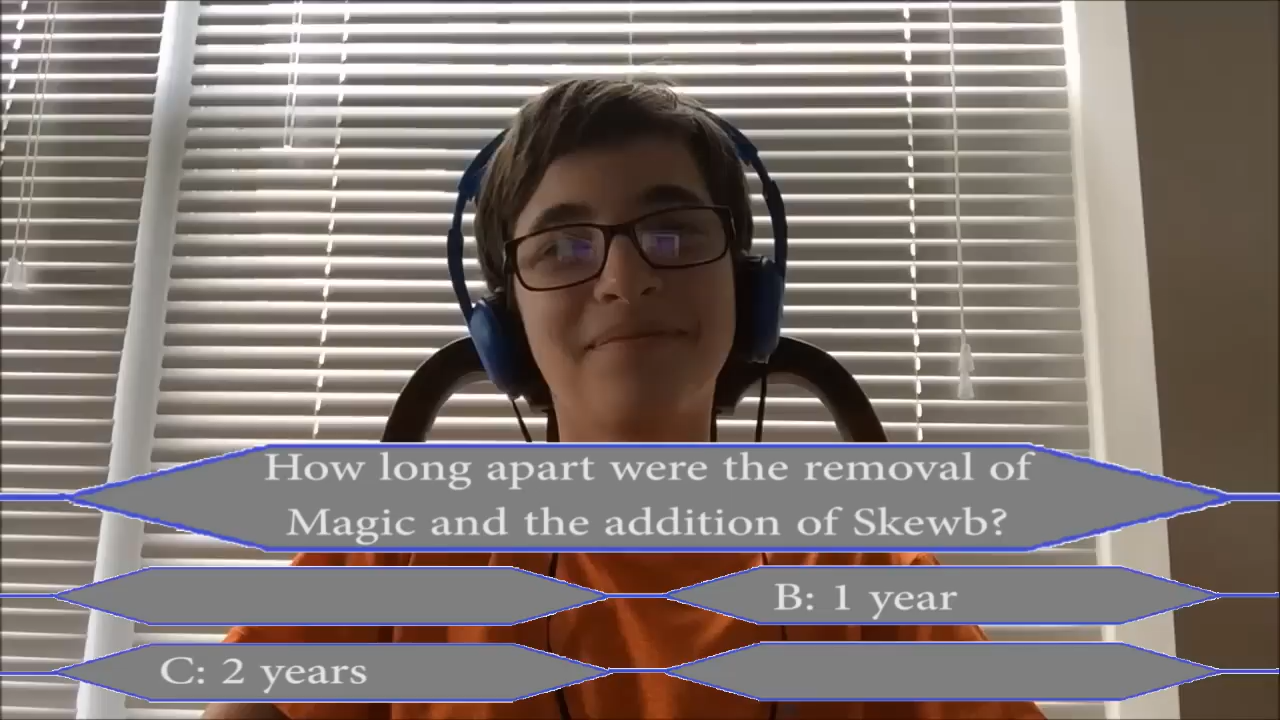 How long apart were the removal of
Magic and the addition of Skewb?
B: 1 year
C: 2 years